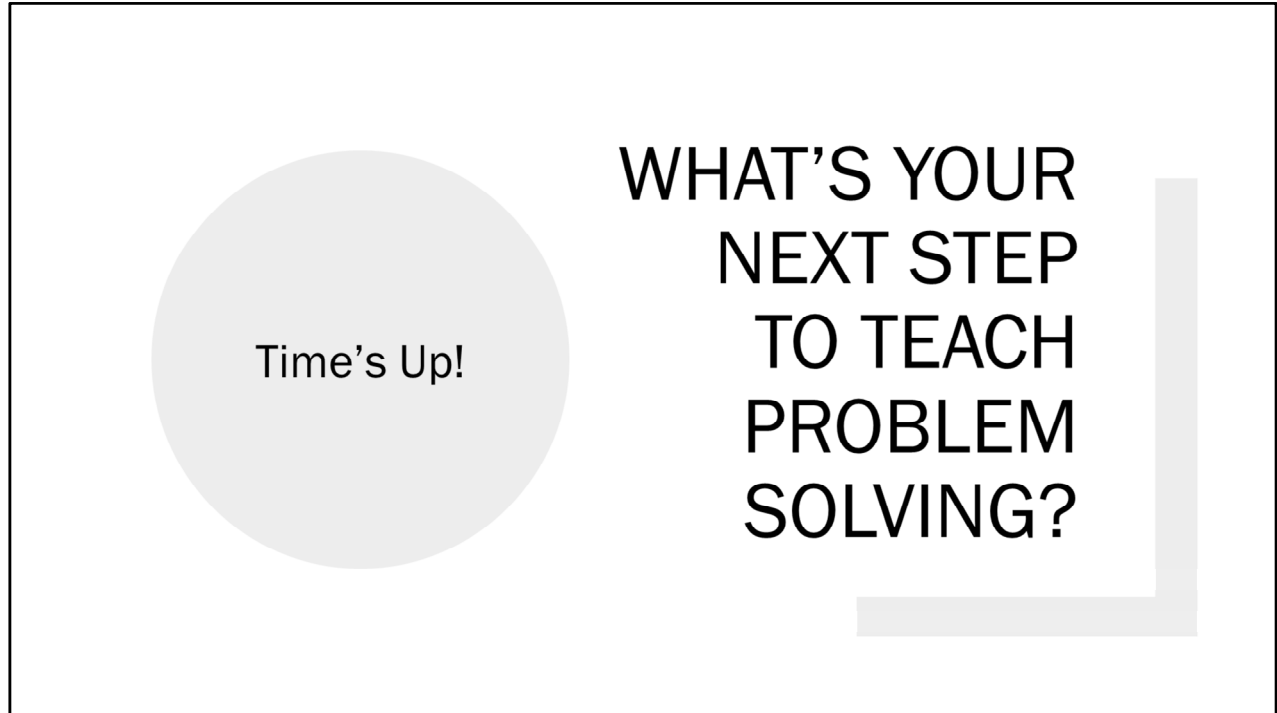 Time’s Up!
WHAT’S YOUR
NEXT STEP
TO TEACH
PROBLEM
SOLVING?